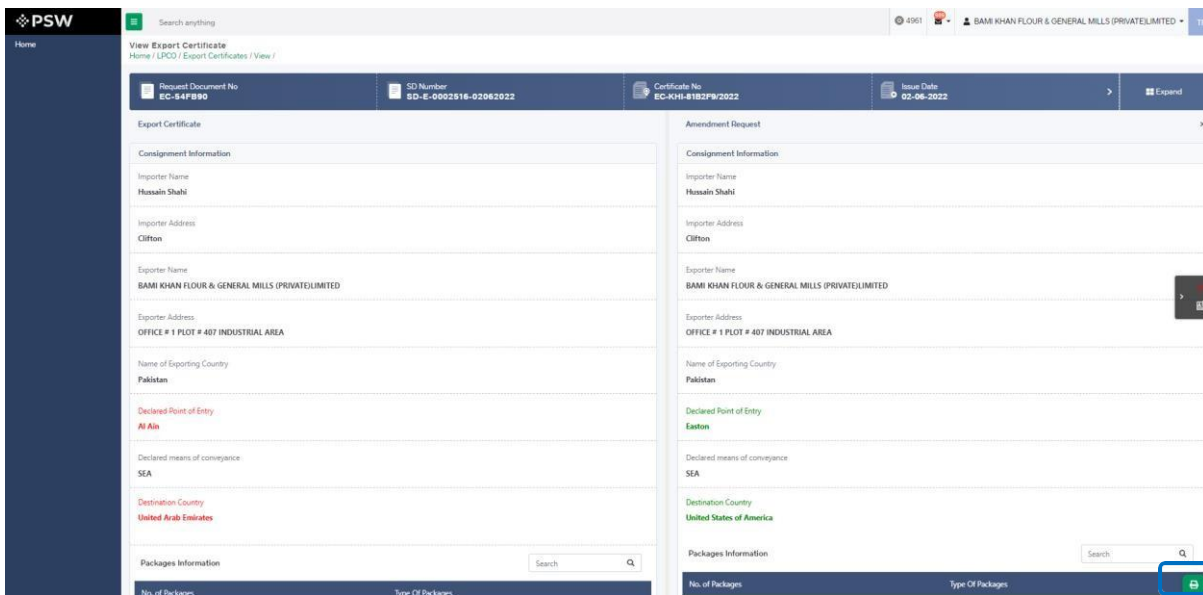 PSW
Search anything
4961
BAMI KHAN FLOUR & GENERAL MILLS (PRIVATE)LIMITED
Home
View Export Certificate
Home / LPCO / Export Certificates / View /
Request Document No
EC-54FB90
SD Number
SD-E-0002516-02062022
Certificate No
EC-KHI-81B2F9/2022
Issue Date
02-06-2022
Expand
Export Certificate
Consignment Information
Importer Name
Hussain Shahi
Importer Address
Clifton
Exporter Name
BAMI KHAN FLOUR & GENERAL MILLS (PRIVATE)LIMITED
Exporter Address
OFFICE # 1 PLOT # 407 INDUSTRIAL AREA
Name of Exporting Country
Pakistan
Declared Point of Entry
Al Ain
Declared means of conveyance
SEA
Destination Country
United Arab Emirates
Packages Information
Search
No. of Packages
Type Of Packages
Amendment Request
Consignment Information
Importer Name
Hussain Shahi
Importer Address
Clifton
Exporter Name
BAMI KHAN FLOUR & GENERAL MILLS (PRIVATE)LIMITED
Exporter Address
OFFICE # 1 PLOT # 407 INDUSTRIAL AREA
Name of Exporting Country
Pakistan
Declared Point of Entry
Easton
Declared means of conveyance
SEA
Destination Country
United States of America
Packages Information
Search
No. of Packages
Type Of Packages